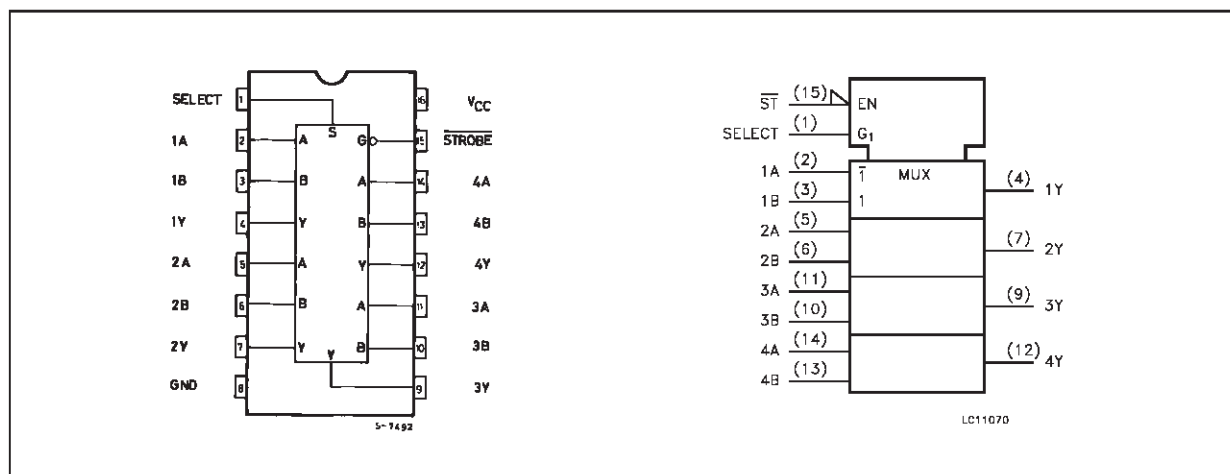 SELECT 1 16 VCC
S
1A 2 A G 15 S̅T̅R̅O̅B̅E̅
1B 3 B A 14 4A
1Y 4 Y B 13 4B
2A 5 A Y 12 4Y
2B 6 B A 11 3A
2Y 7 Y B 10 3B
Y
GND 8 9 3Y
S-7492
S̅T̅ (15) EN
SELECT (1) G1
1A (2) 1̅ MUX
(4) 1Y
1B (3) 1
2A (5)
(7) 2Y
2B (6)
3A (11)
(9) 3Y
3B (10)
4A (14)
(12) 4Y
4B (13)
LC11070